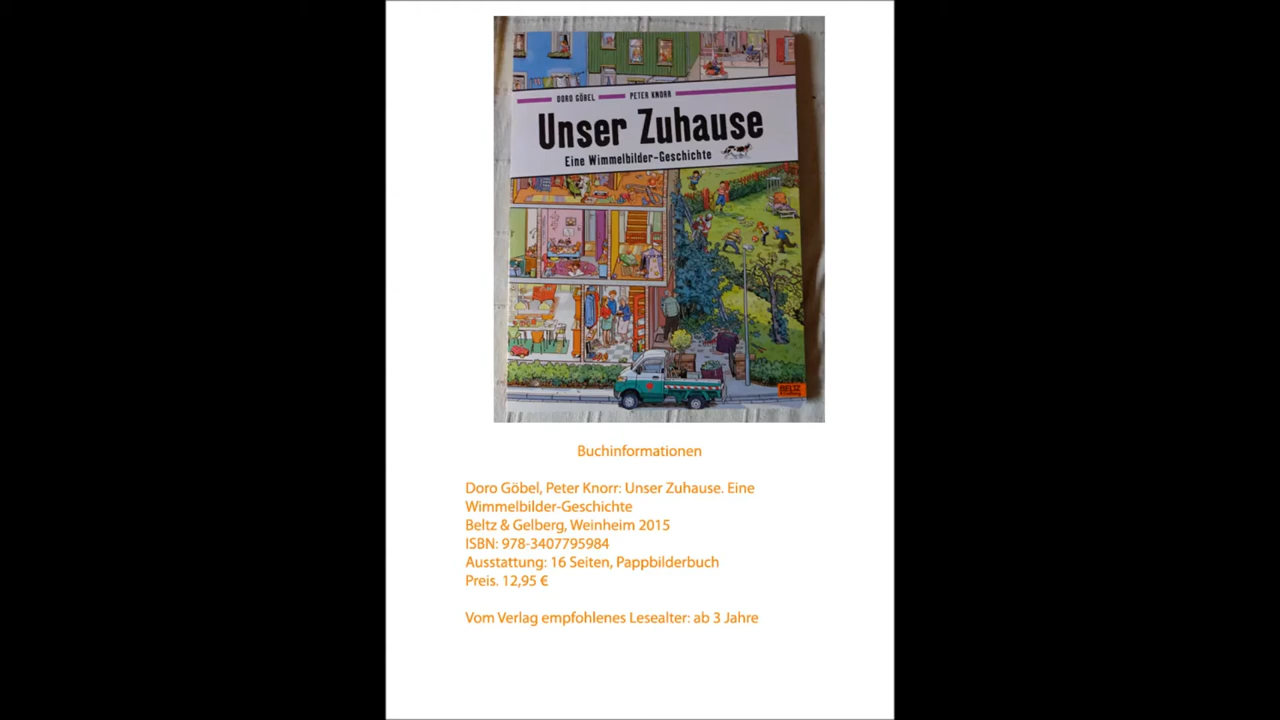 DORO GÖBEL PETER KNORR
Unser Zuhause
Eine Wimmelbilder-Geschichte
BELTZ
Buchinformationen
Doro Göbel, Peter Knorr: Unser Zuhause. Eine
Wimmelbilder-Geschichte
Beltz & Gelberg, Weinheim 2015
ISBN: 978-3407795984
Ausstattung: 16 Seiten, Pappbilderbuch
Preis. 12,95 €
Vom Verlag empfohlenes Lesealter: ab 3 Jahre